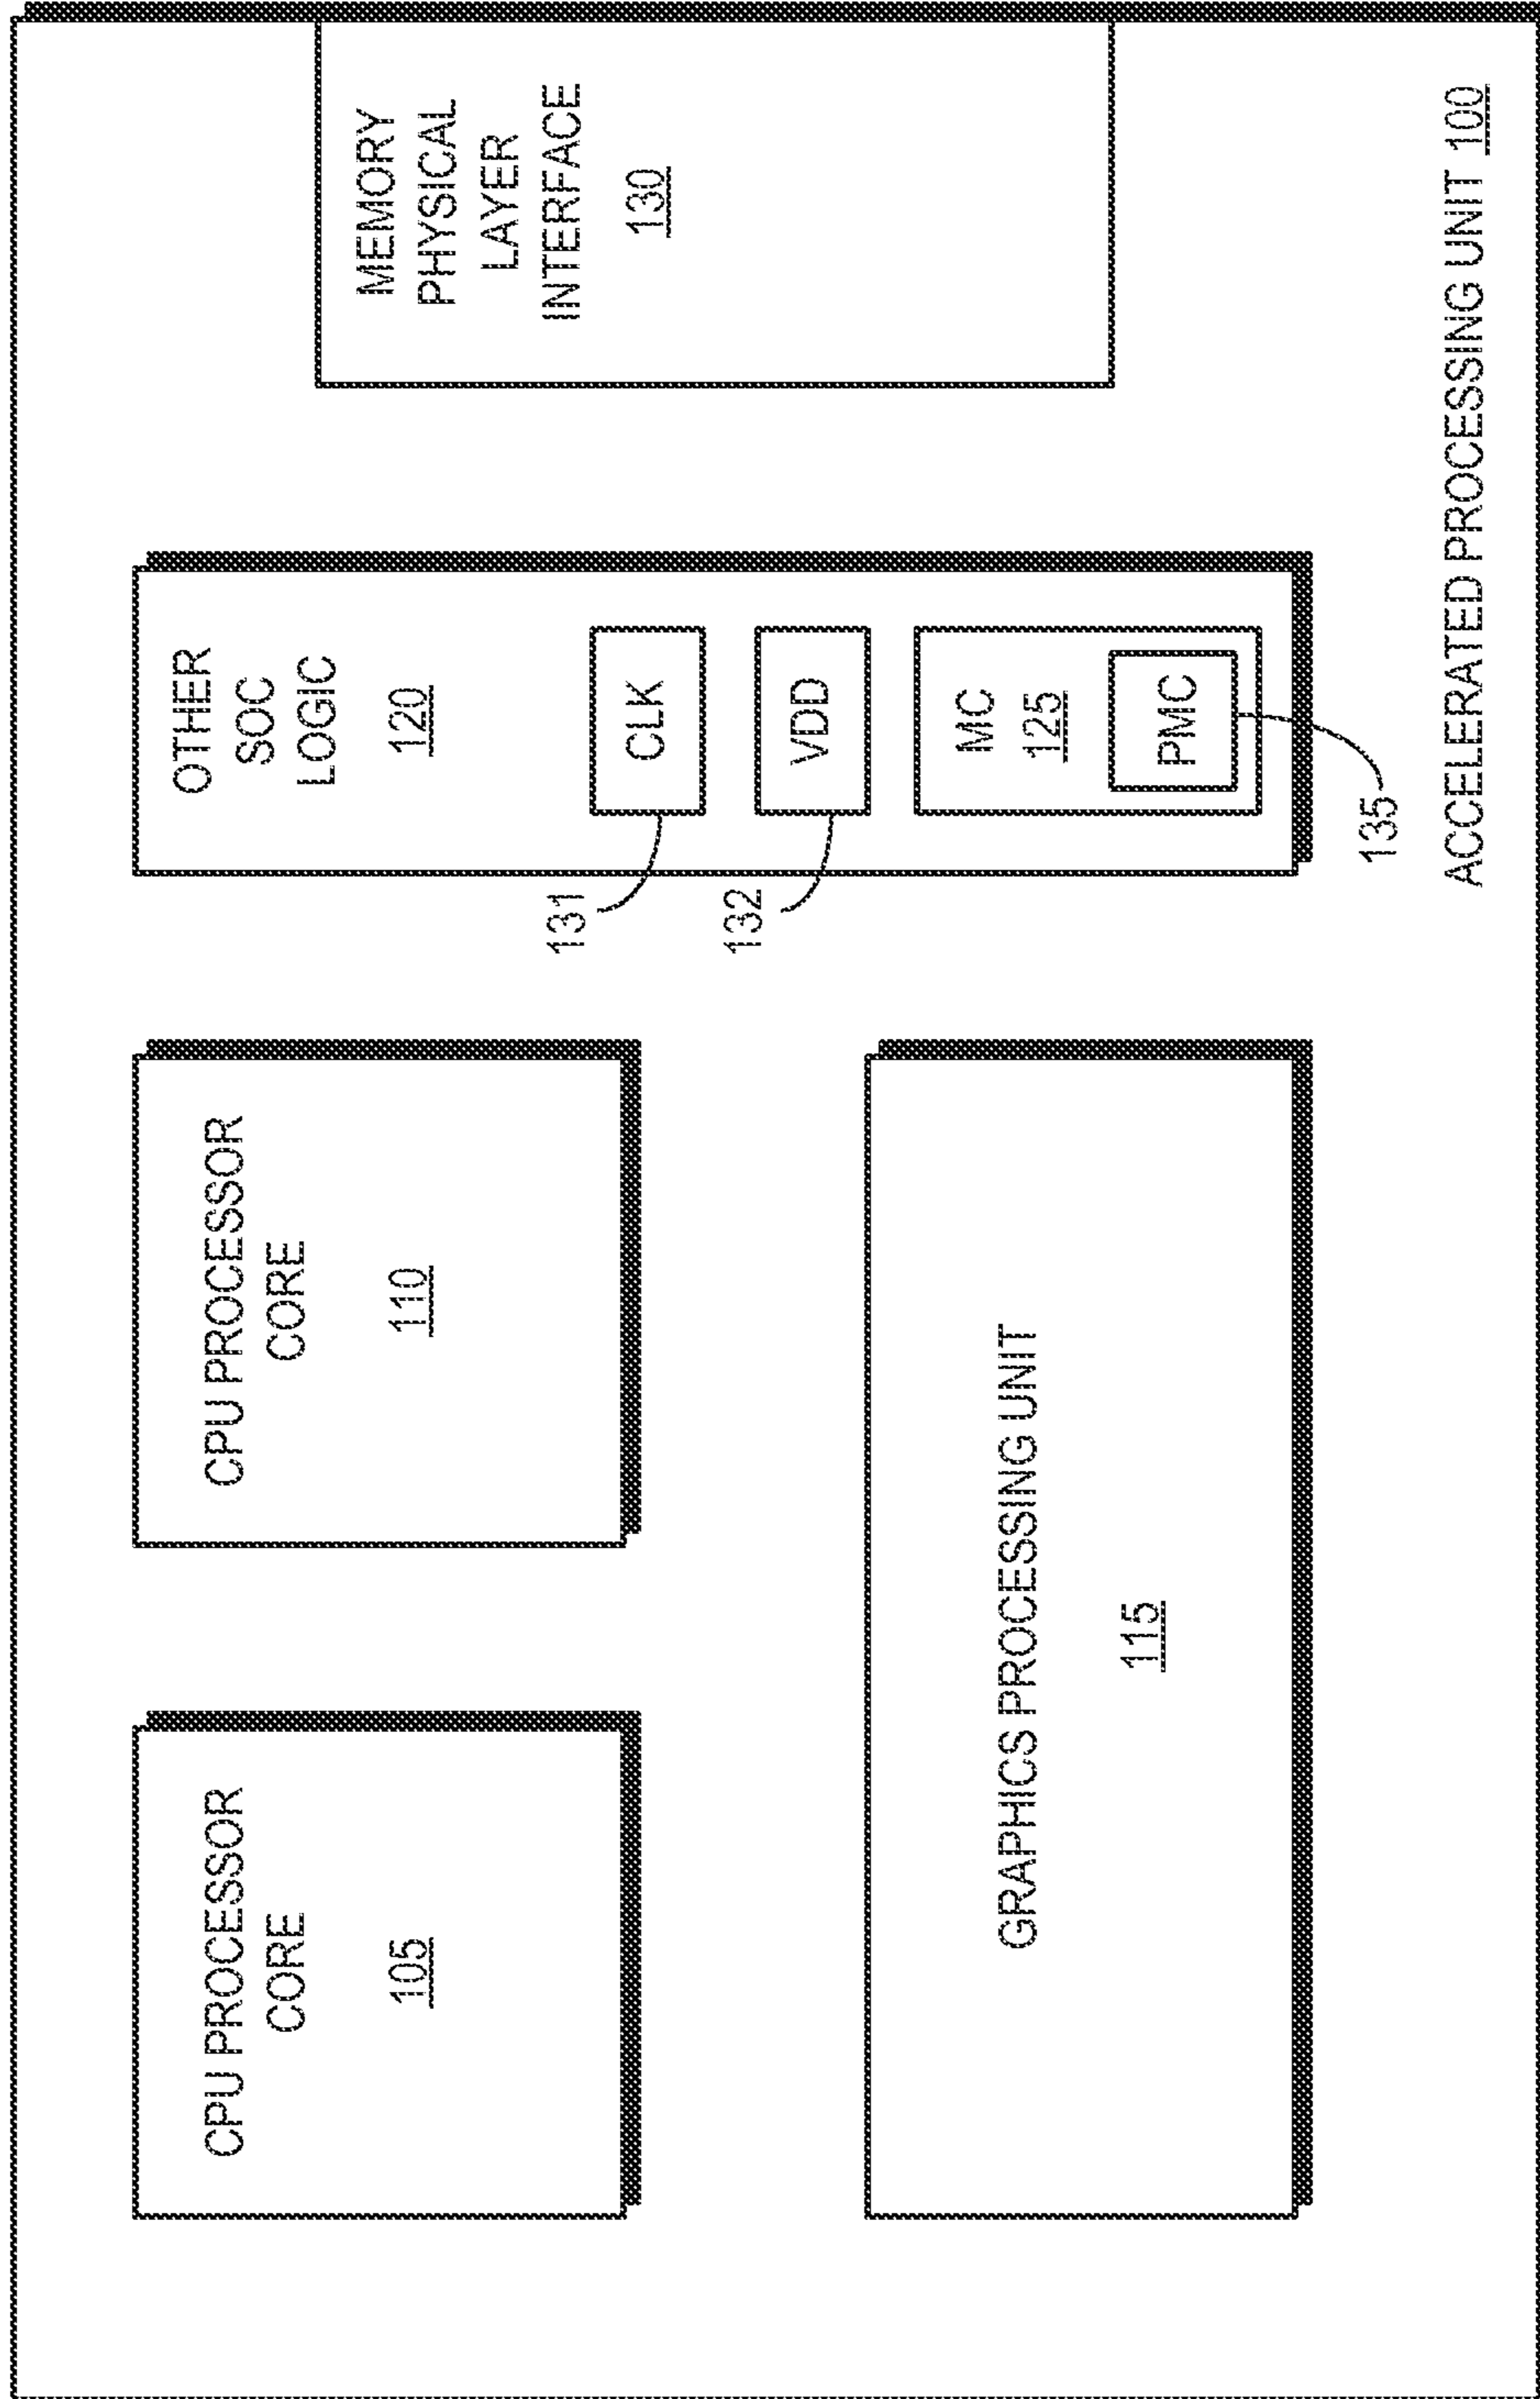 CPU PROCESSOR
CORE
105
CPU PROCESSOR
CORE
110
OTHER
SOC
LOGIC
120
131
CLK
132
VDD
MC
125
PMC
135
MEMORY
PHYSICAL
LAYER
INTERFACE
130
GRAPHICS PROCESSING UNIT
115
ACCELERATED PROCESSING UNIT 100